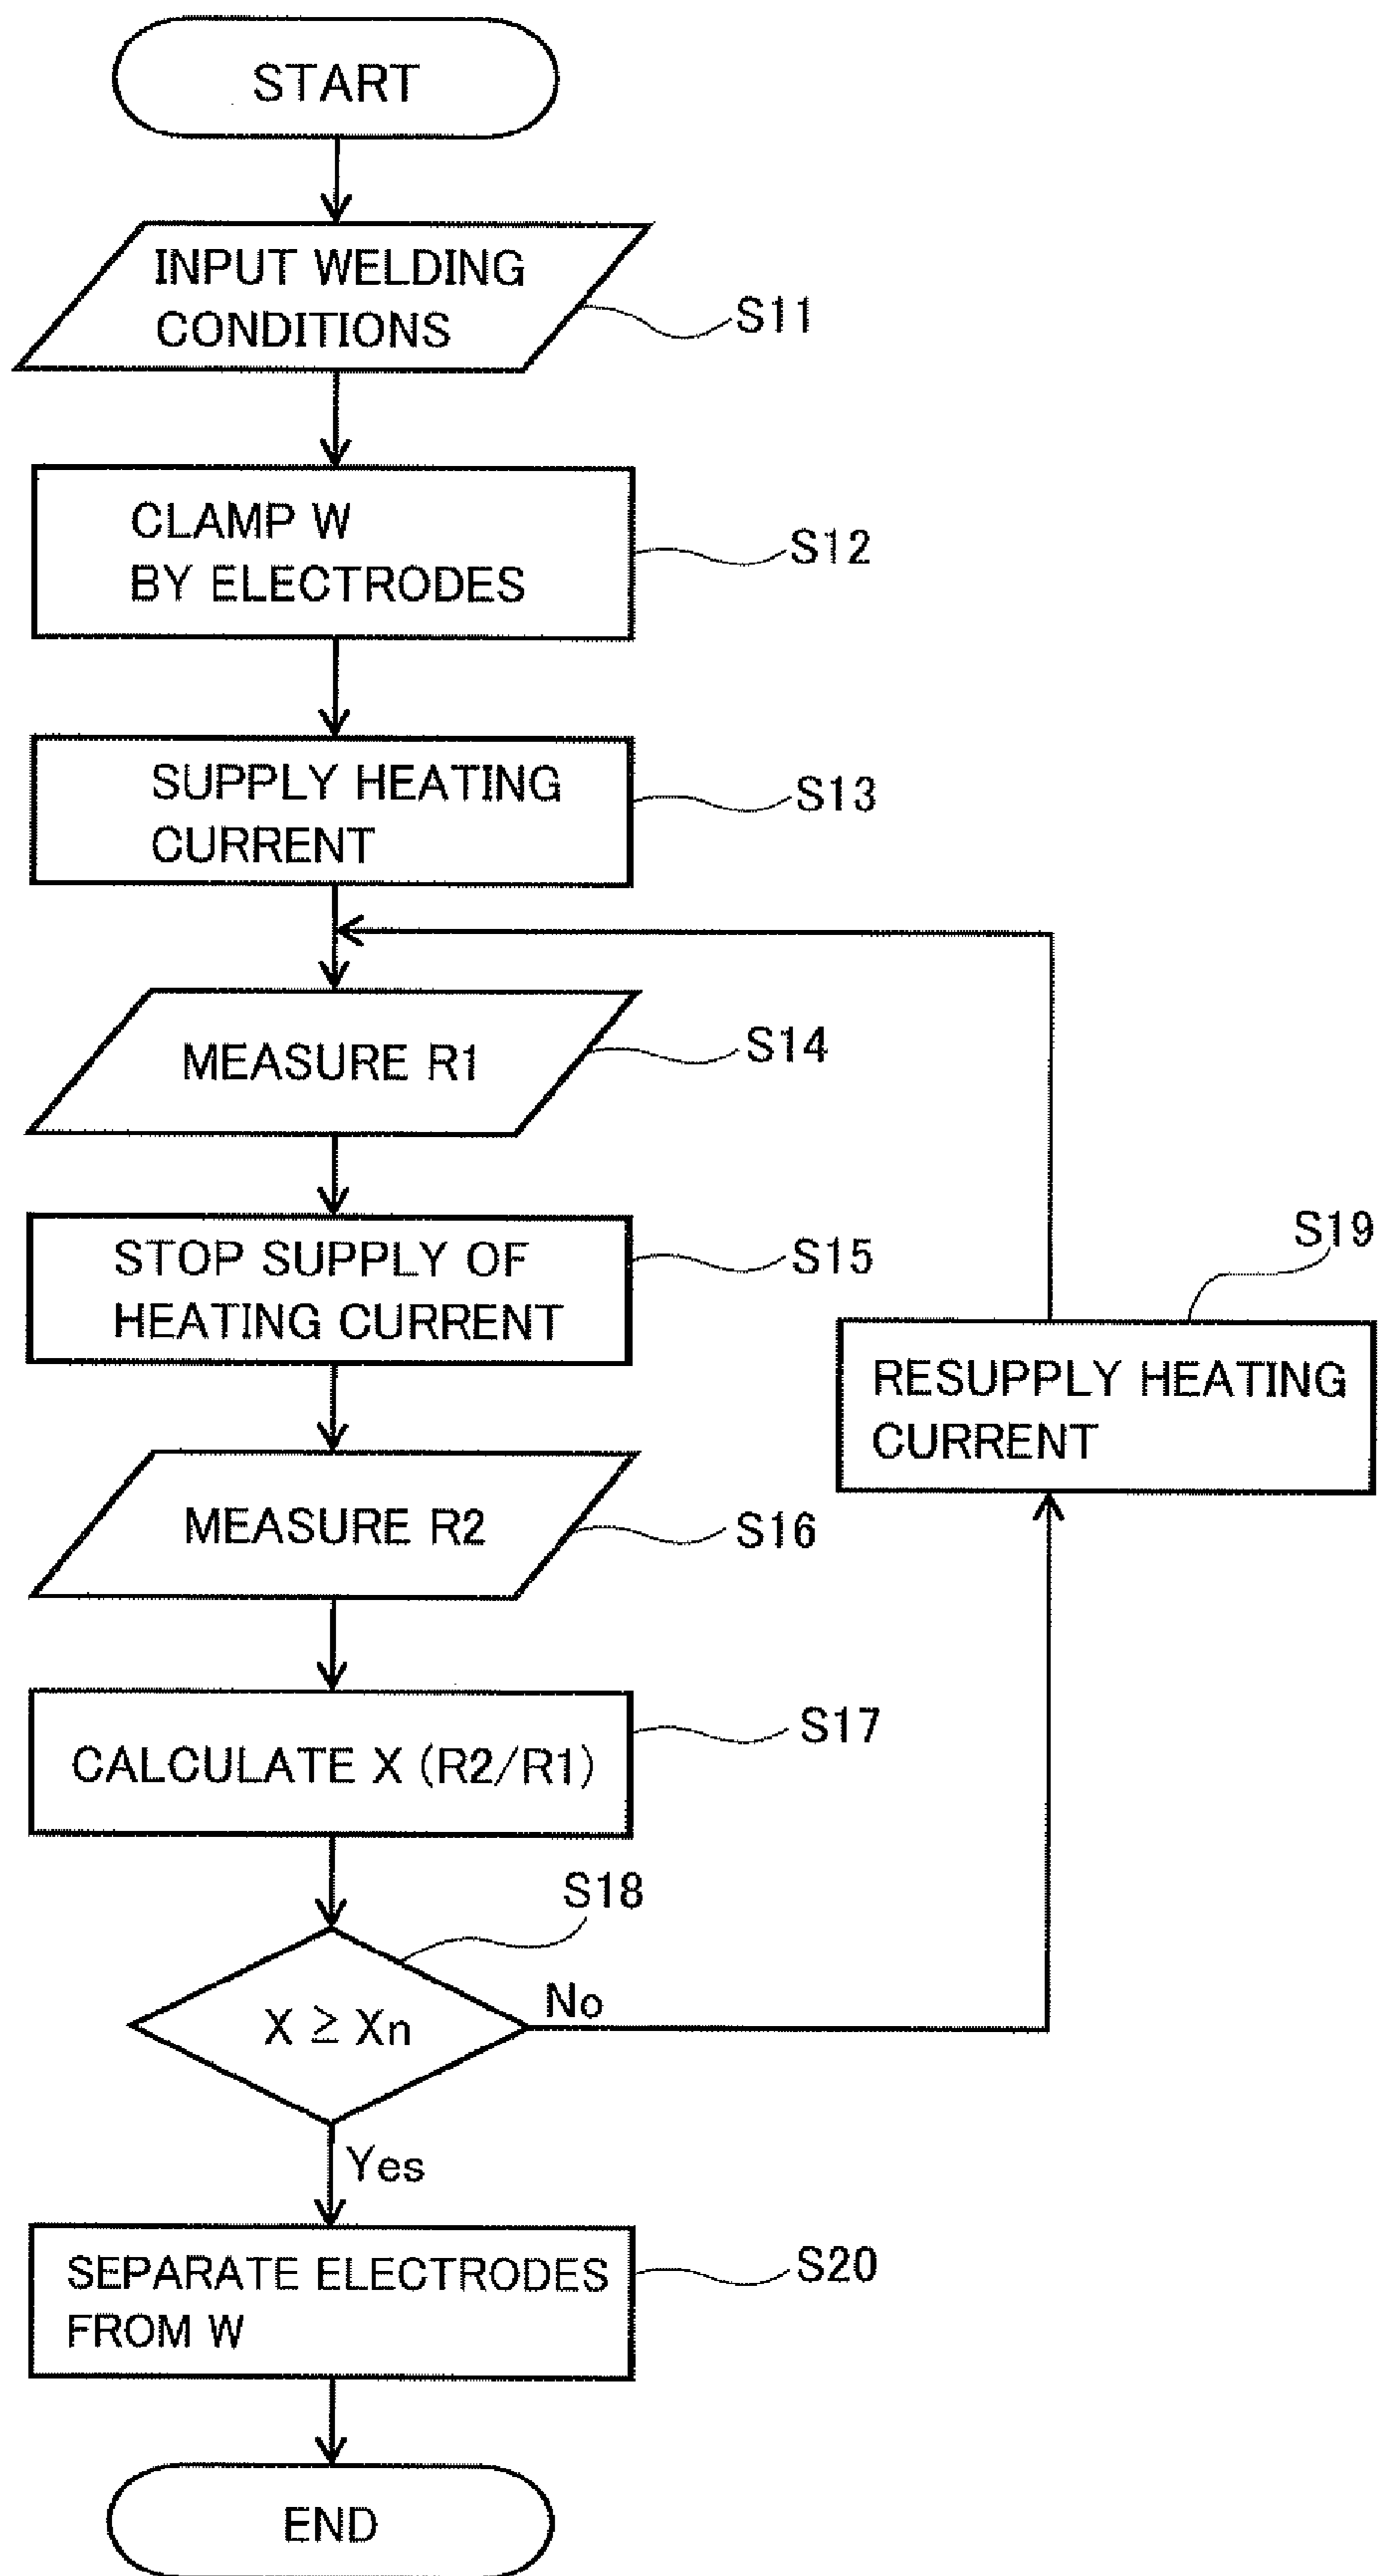 START
INPUT WELDING
CONDITIONS
S11
CLAMP W
BY ELECTRODES
S12
SUPPLY HEATING
CURRENT
S13
MEASURE R1
S14
STOP SUPPLY OF
HEATING CURRENT
S15
S19
RESUPPLY HEATING
CURRENT
MEASURE R2
S16
CALCULATE X (R2/R1)
S17
S18
X ≥ Xn
No
Yes
SEPARATE ELECTRODES
FROM W
S20
END